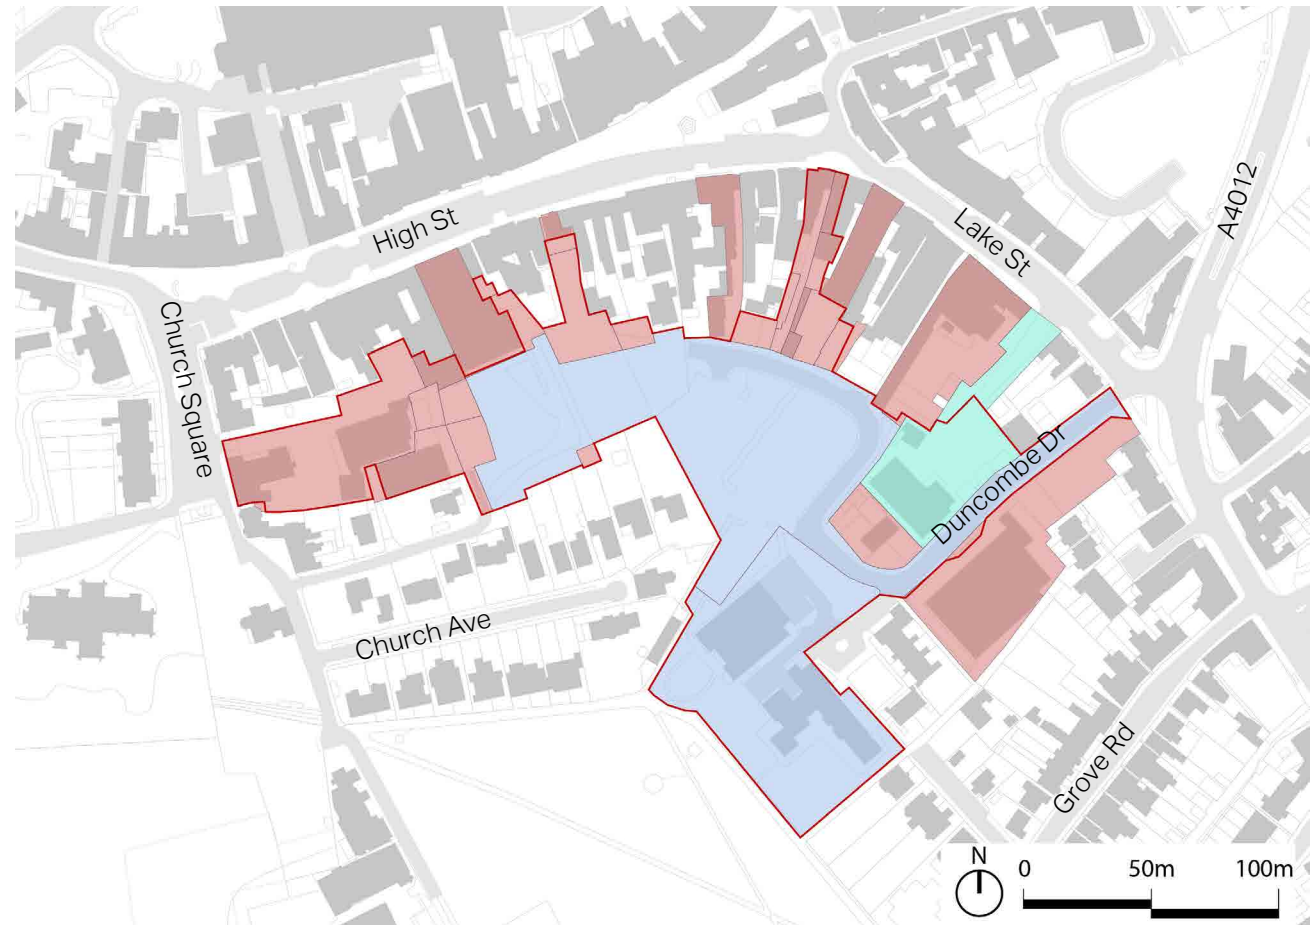 High St
Lake St
A4012
Church Square
Duncombe Dr
Church Ave
Grove Rd
N
0 50m 100m